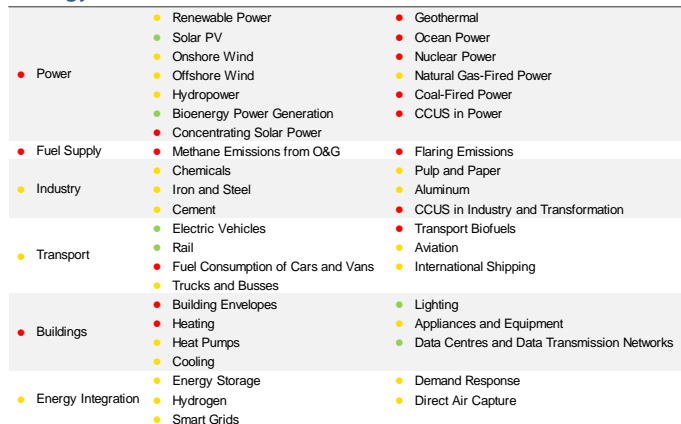 Renewable Power Geothermal
Solar PV Ocean Power
Onshore Wind Nuclear Power
Power Offshore Wind Natural Gas-Fired Power
Hydropower Coal-Fired Power
Bioenergy Power Generation CCUS in Power
Concentrating Solar Power
Fuel Supply Methane Emissions from O&G Flaring Emissions
Chemicals Pulp and Paper
Industry Iron and Steel Aluminum
Cement CCUS in Industry and Transformation
Electric Vehicles Transport Biofuels
Rail Aviation
Transport Fuel Consumption of Cars and Vans International Shipping
Trucks and Busses
Building Envelopes Lighting
Buildings Heating Appliances and Equipment
Heat Pumps Data Centres and Data Transmission Networks
Cooling
Energy Storage Demand Response
Energy Integration Hydrogen Direct Air Capture
Smart Grids